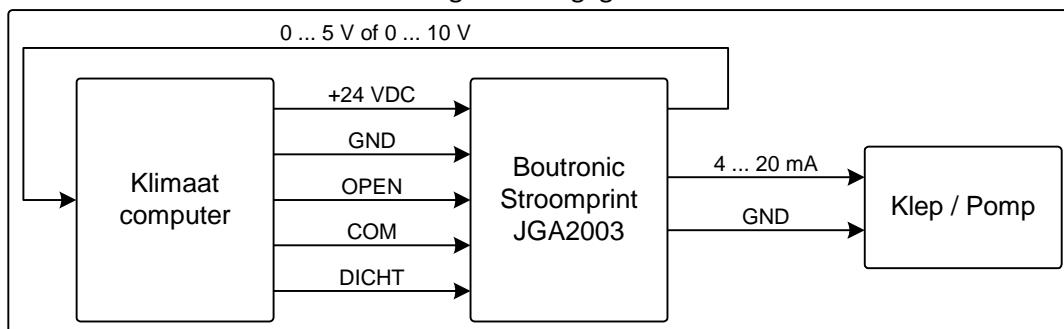 0 ... 5 V of 0 ... 10 V
Klimaat
computer
+24 VDC
GND
OPEN
COM
DICHT
Boutronic
Stroomprint
JGA2003
4 ... 20 mA
GND
Klep / Pomp